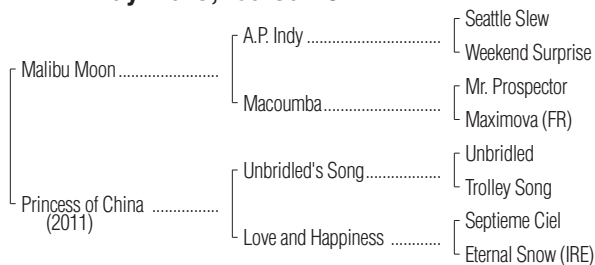 Seattle Slew
A.P. Indy
Weekend Surprise
Malibu Moon
Mr. Prospector
Macoumba
Maximova (FR)
Unbridled
Unbridled's Song
Trolley Song
Princess of China
(2011)
Septieme Ciel
Love and Happiness
Eternal Snow (IRE)